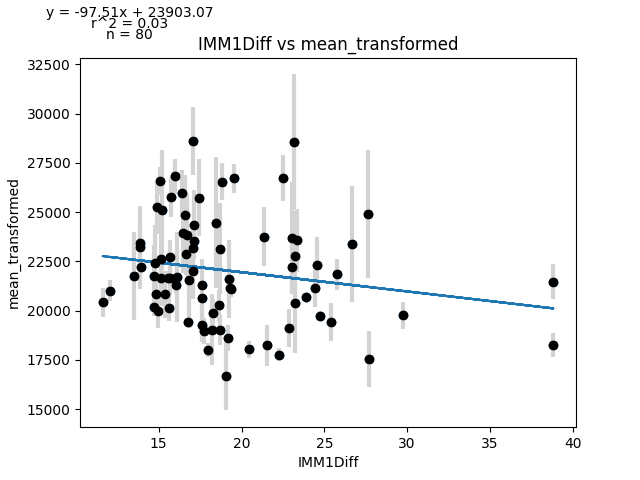 y = -97.51x + 23903.07
r^2 = 0.03
n = 80
IMM1Diff vs mean_transformed
32500
30000
27500
25000
22500
20000
17500
15000
mean_transformed
15
20
25
30
35
40
IMM1Diff